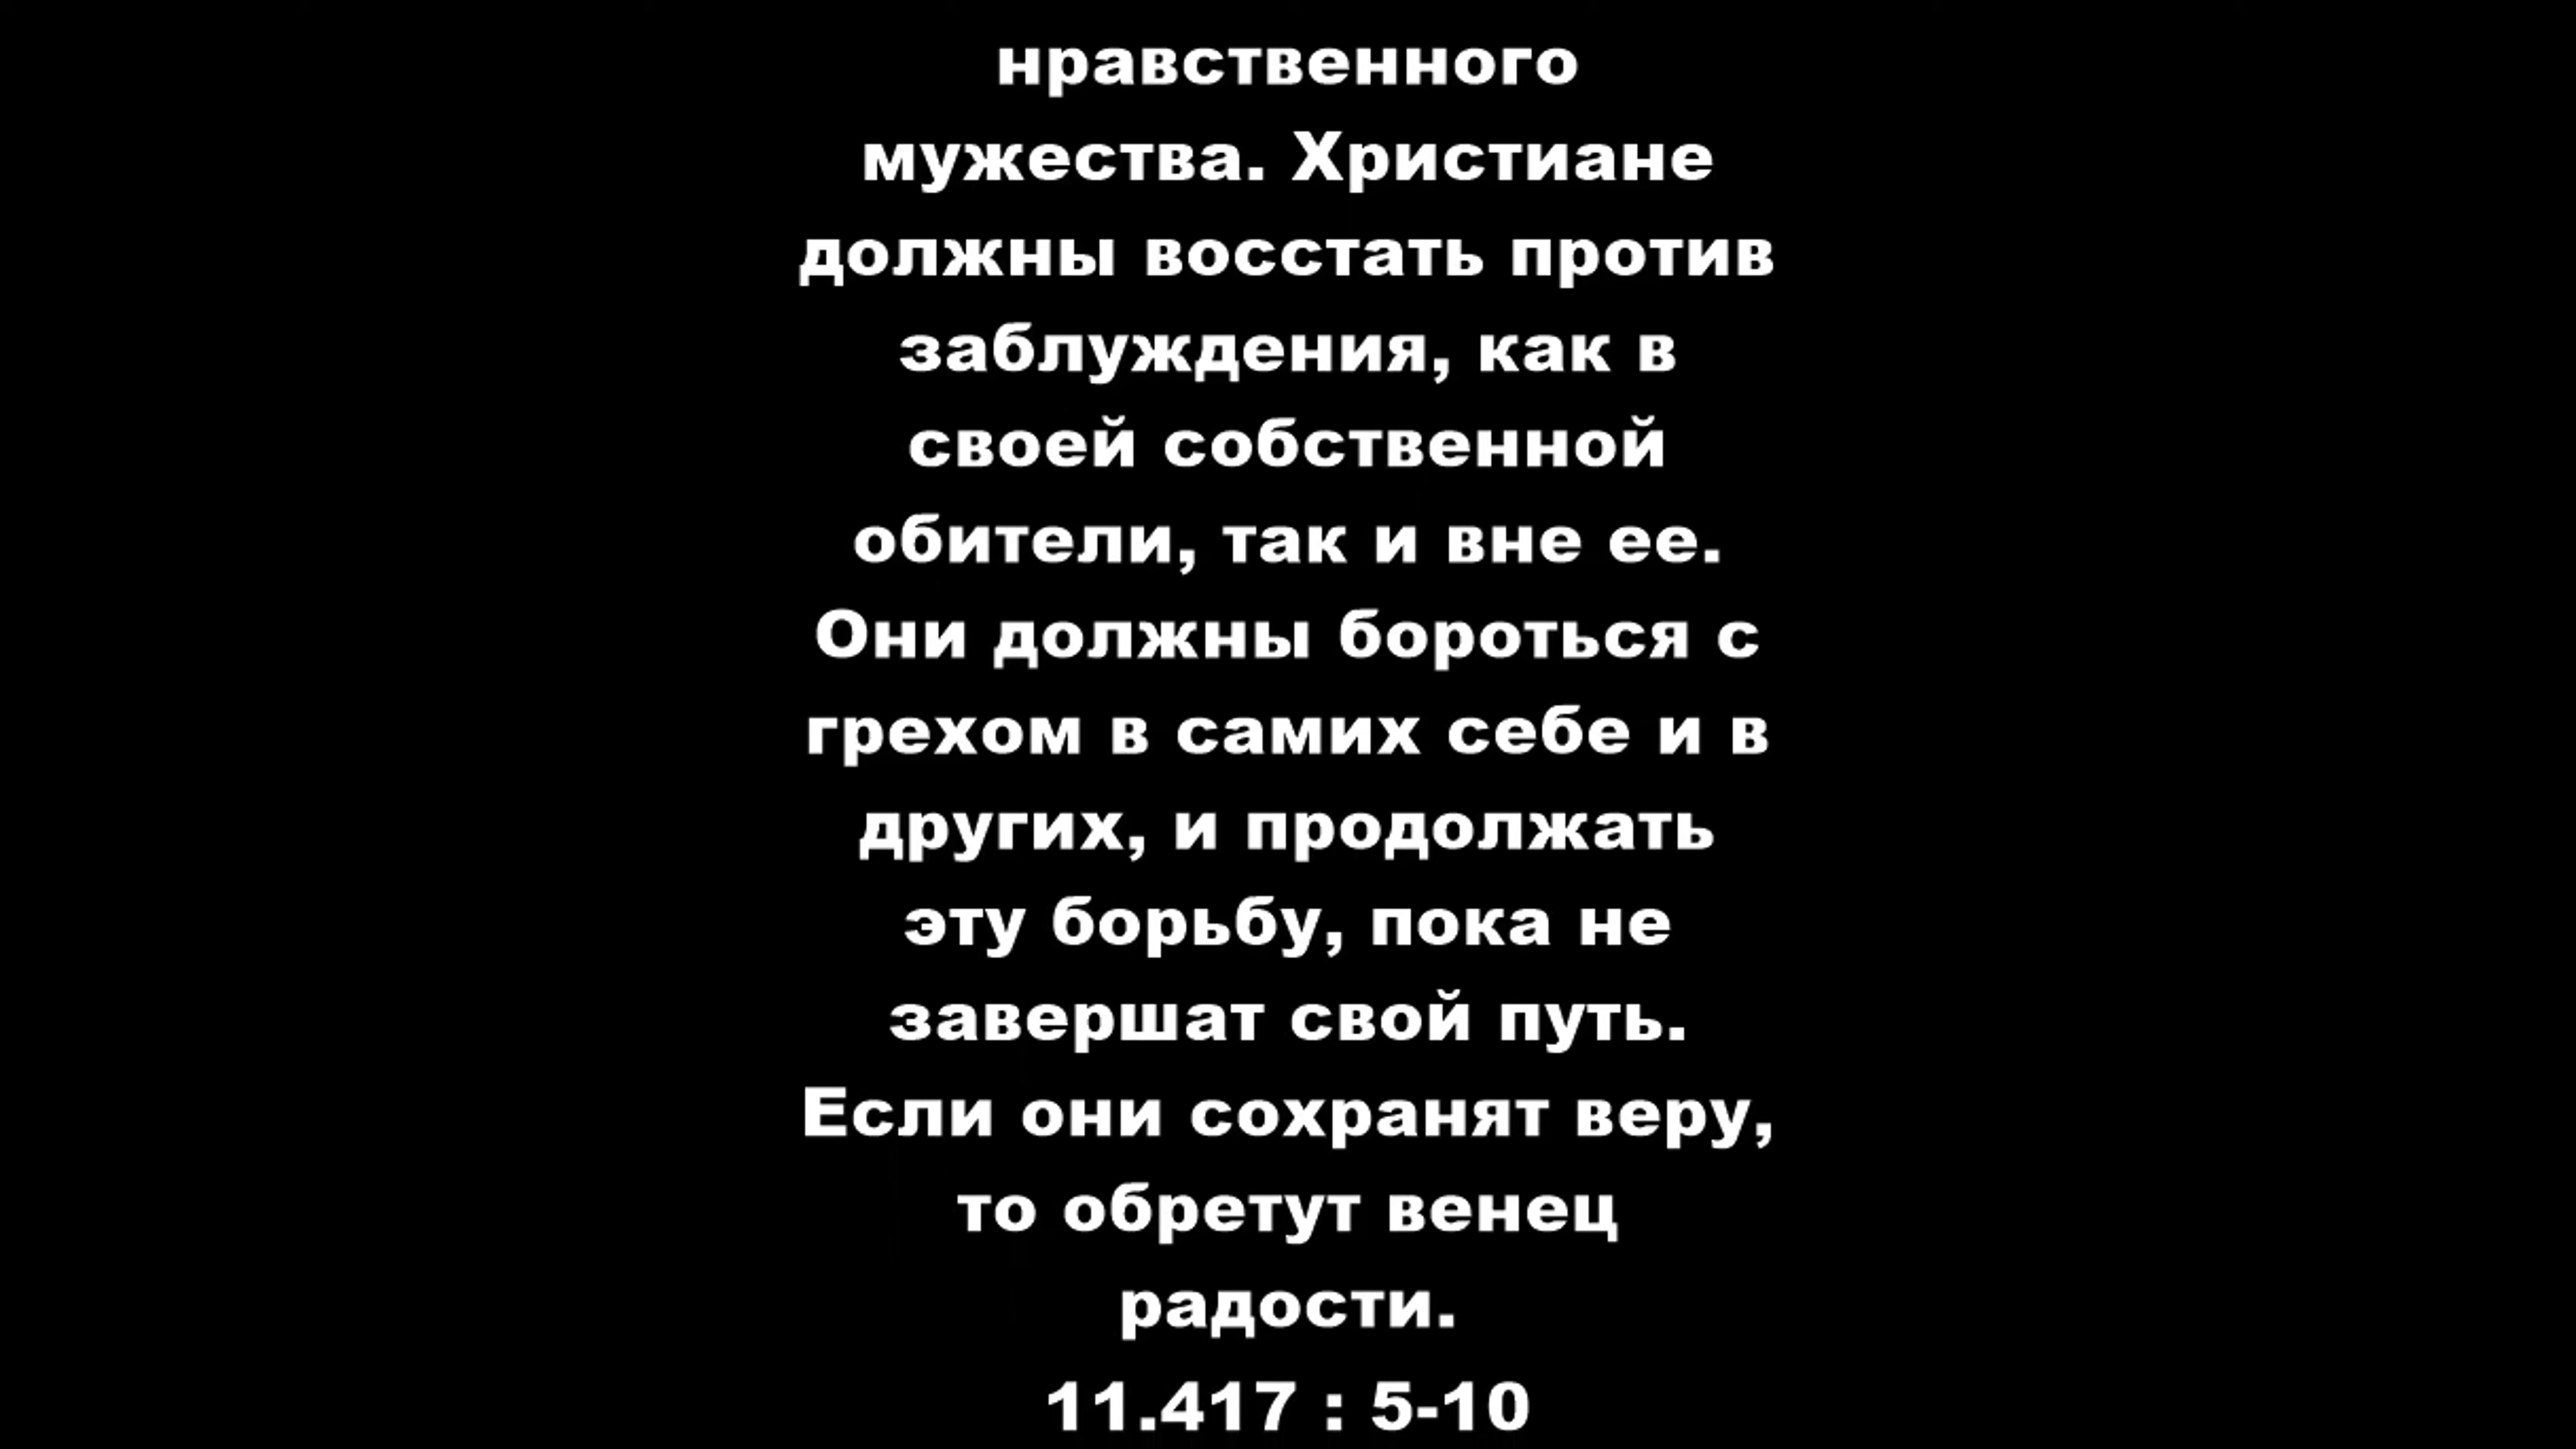 нравственного
мужества. Христиане
должны восстать против
заблуждения, как в
своей собственной
обители, так и вне ее.
Они должны бороться с
грехом в самих себе и в
других, и продолжать
эту борьбу, пока не
завершат свой путь.
Если они сохранят веру,
то обретут венец
радости.
11.417 : 5-10